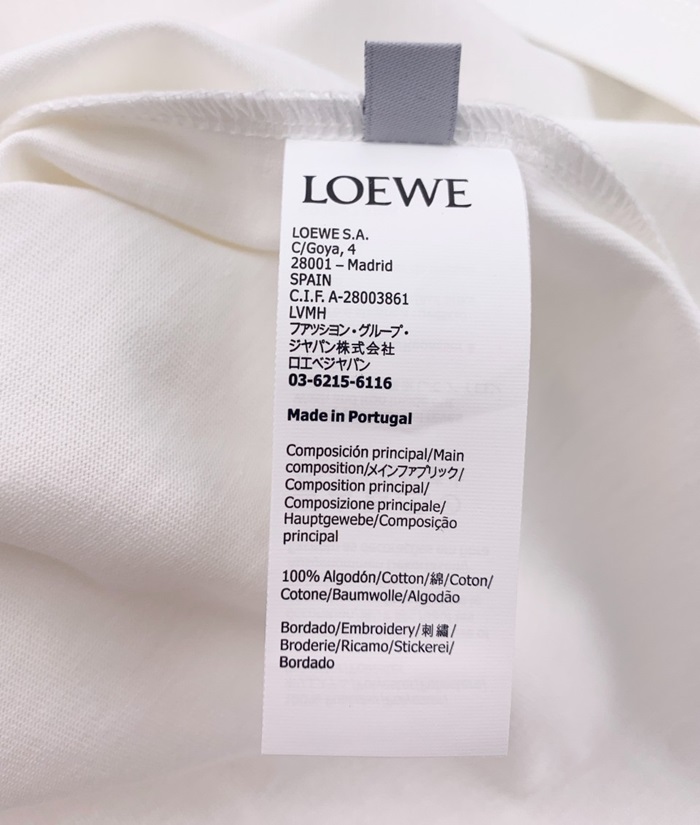 LOEWE
LOEWE S.A.
C/Goya, 4
28001 – Madrid
SPAIN
C.I.F. A-28003861
LVMH
ファッション・グループ・
ジャパン株式会社
ロエベジャパン
03-6215-6116
Made in Portugal
Composición principal/Main
composition/メインファブリック/
Composition principal/
Composizione principale/
Hauptgewebe/Composição
principal
100% Algodón/Cotton/綿/Coton/
Cotone/Baumwolle/Algodão
Bordado/Embroidery/刺繍/
Broderie/Ricamo/Stickerei/
Bordado